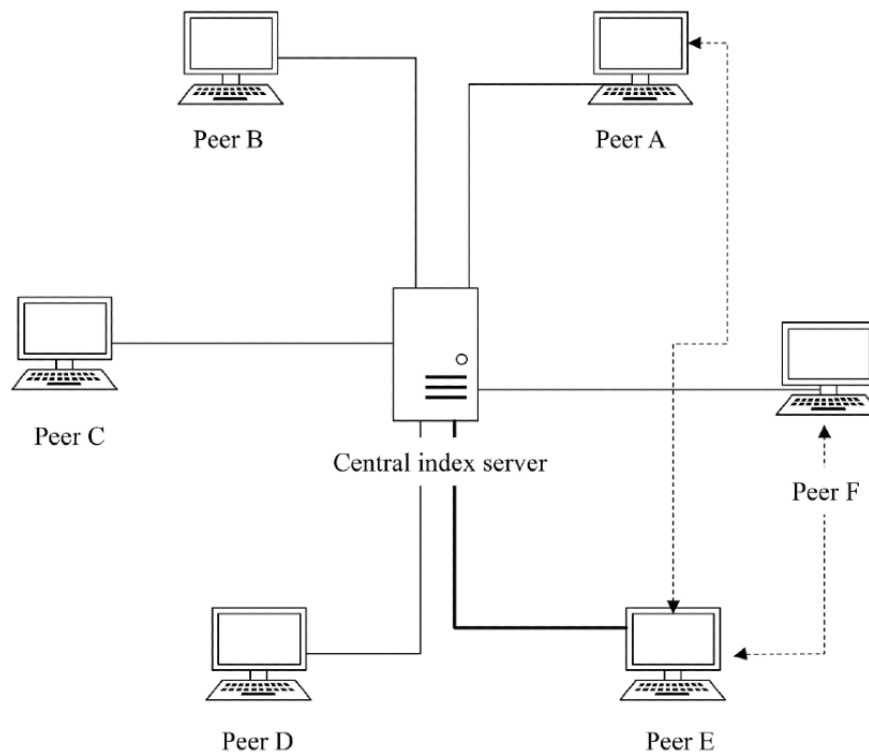 Peer B
Peer A
Peer C
Central index server
Peer F
Peer D
Peer E